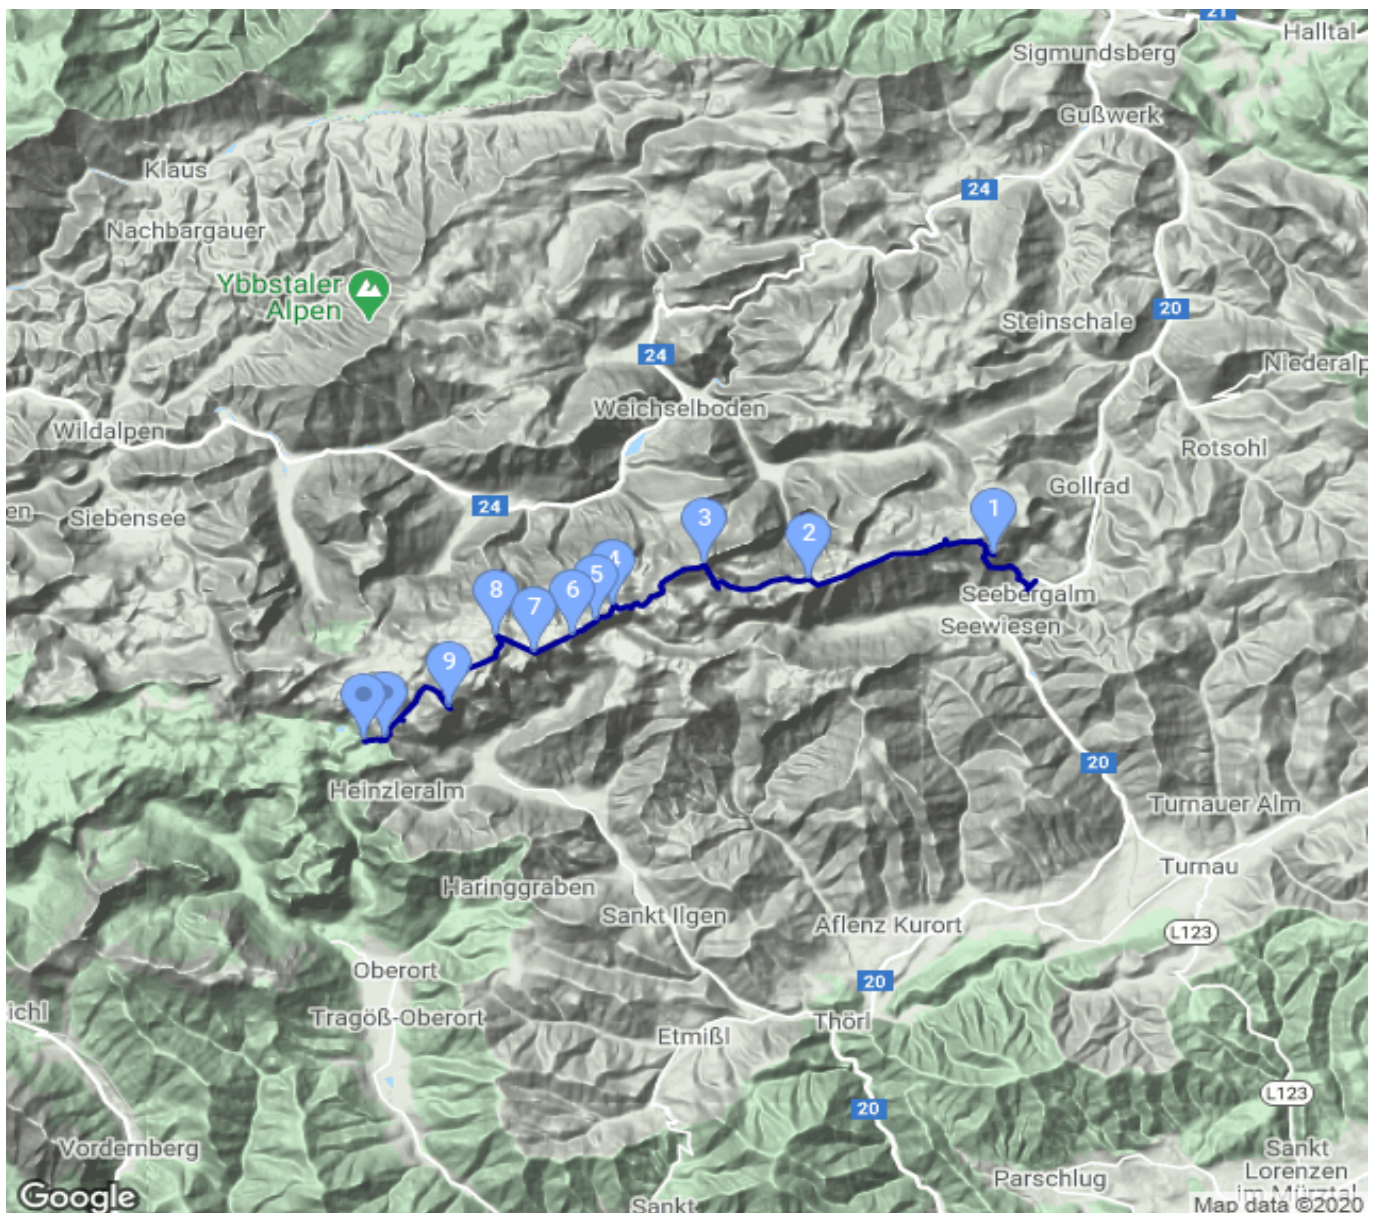 21
Halltal
Sigmundsberg
Gußwerk
Klaus
24
Nachbargauer
Ybbstaler
Alpen
20
Steinschale
24
Niederalp
Weichselboden
Wildalpen
Rotsohl
Gollrad
en
Siebensee
24
1
3
2
4
5
6
8
7
Seebergalm
Seewiesen
9
20
Heinzleralm
Turnauer Alm
Turnau
Haringgraben
Sankt Ilgen
Aflenz Kurort
L123
Oberort
20
ichl
Tragöß-Oberort
Thörl
Etmißl
L123
20
Vordernberg
Sankt
Lorenzen
im Mürztal
Parschlug
Google
Sankt
Map data ©2020